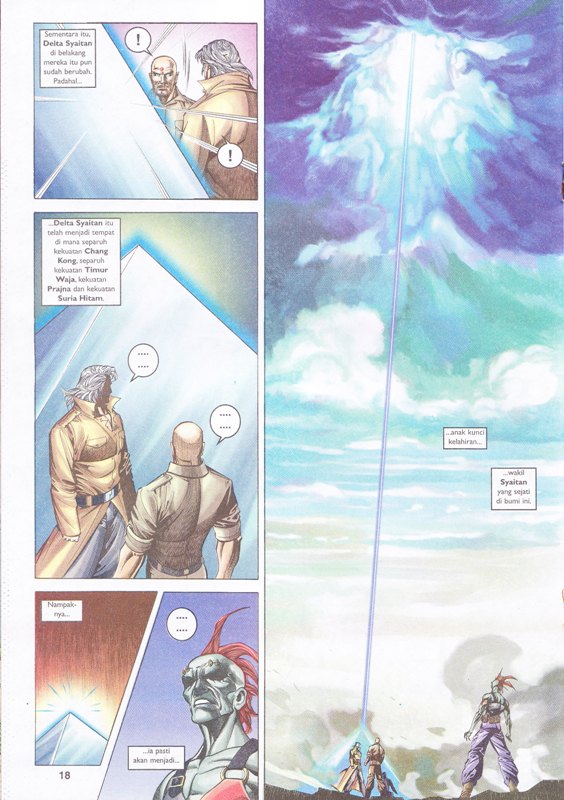 Sementara itu,
Delta Syaitan
di belakang
mereka itu pun
sudah berubah.
Padahal...
!
!
...Delta Syaitan itu
telah menjadi tempat
di mana separuh
kekuatan Chang
Kong, separuh
kekuatan Timur
Waja, kekuatan
Prajna dan kekuatan
Suria Hitam.
....
....
....
....
Nampak-
nya...
....
....
...ia pasti
akan menjadi...
...anak kunci
kelahiran...
...wakil
Syaitan
yang sejati
di bumi ini.
18